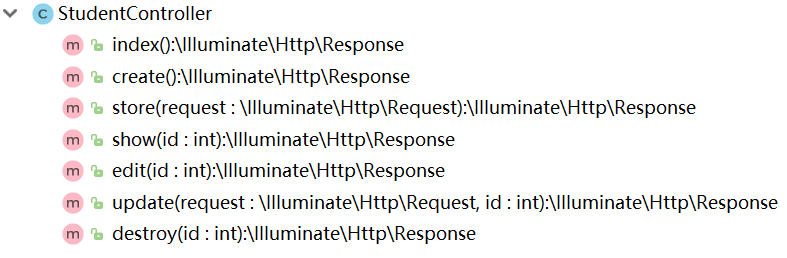 C StudentController
m index():\Illuminate\Http\Response
m create():\Illuminate\Http\Response
m store(request : \Illuminate\Http\Request):\Illuminate\Http\Response
m show(id : int):\Illuminate\Http\Response
m edit(id : int):\Illuminate\Http\Response
m update(request : \Illuminate\Http\Request, id : int):\Illuminate\Http\Response
m destroy(id : int):\Illuminate\Http\Response